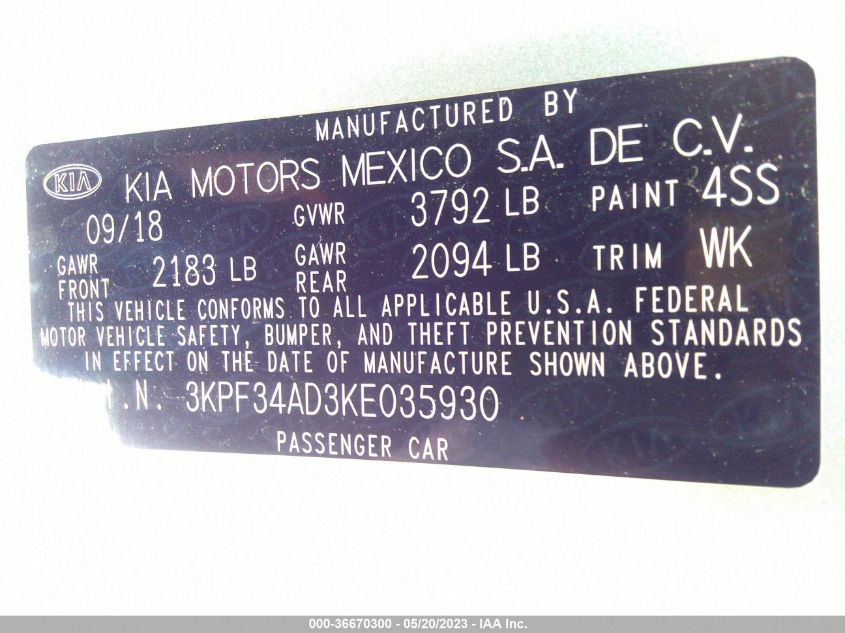 MANUFACTURED BY
KIA KIA MOTORS MEXICO S.A. DE C.V.
09/18 GVWR 3792 LB PAINT 4SS
GAWR FRONT 2183 LB GAWR REAR 2094 LB TRIM WK
THIS VEHICLE CONFORMS TO ALL APPLICABLE U.S.A. FEDERAL
MOTOR VEHICLE SAFETY, BUMPER, AND THEFT PREVENTION STANDARDS
IN EFFECT ON THE DATE OF MANUFACTURE SHOWN ABOVE.
.N. 3KPF34AD3KE035930
PASSENGER CAR
000-36670300 - 05/20/2023 - IAA Inc.